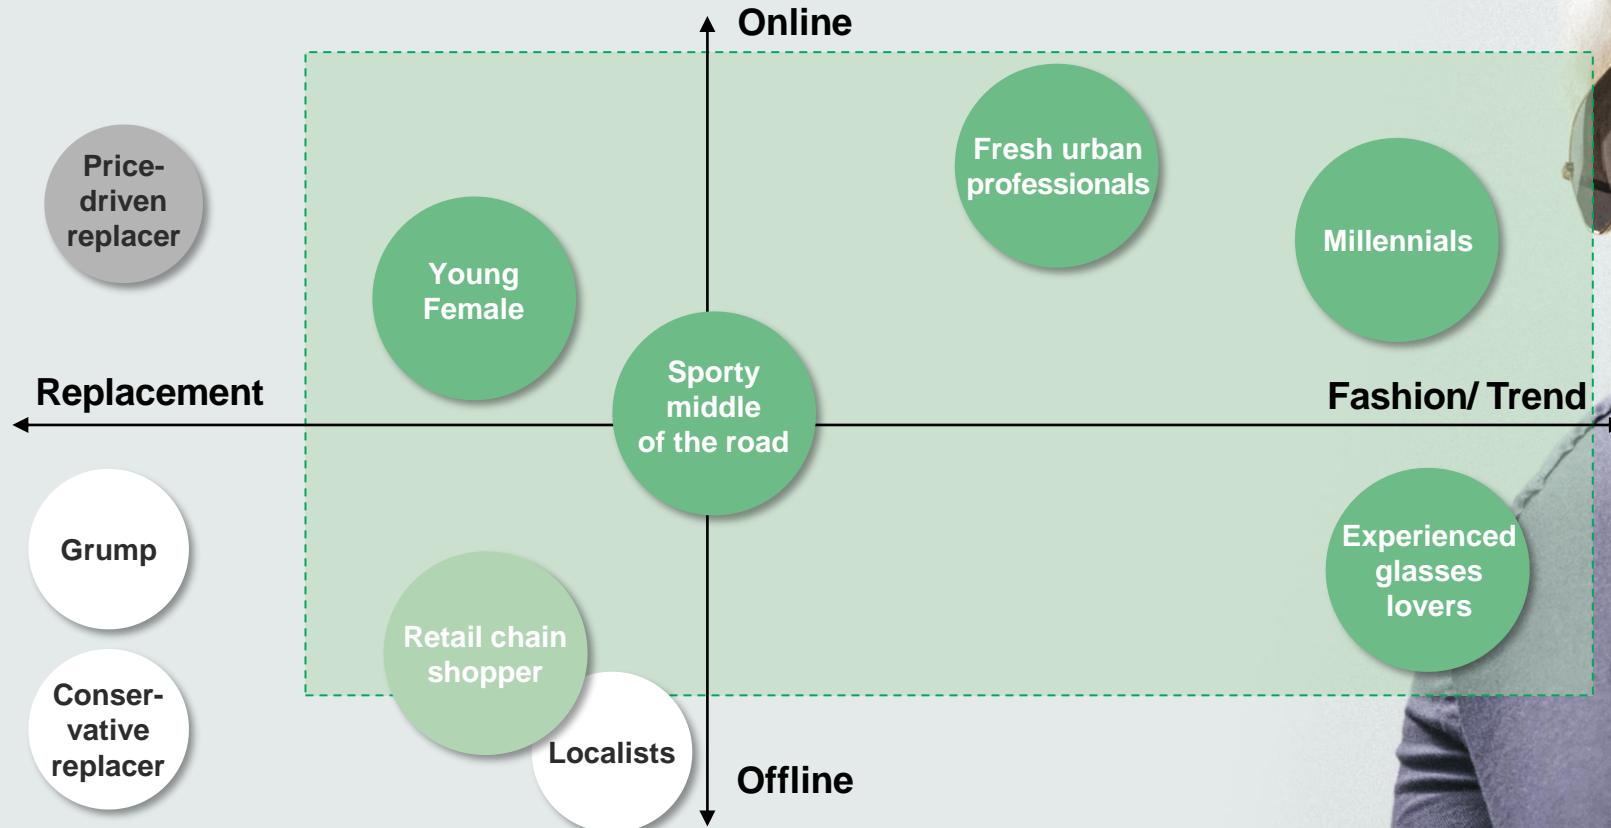 Online
Price-
driven
replacer
Fresh urban
professionals
Millennials
Young
Female
Sporty
middle
of the road
Replacement
Fashion/ Trend
Grump
Experienced
glasses
lovers
Retail chain
shopper
Conser-
vative
replacer
Localists
Offline